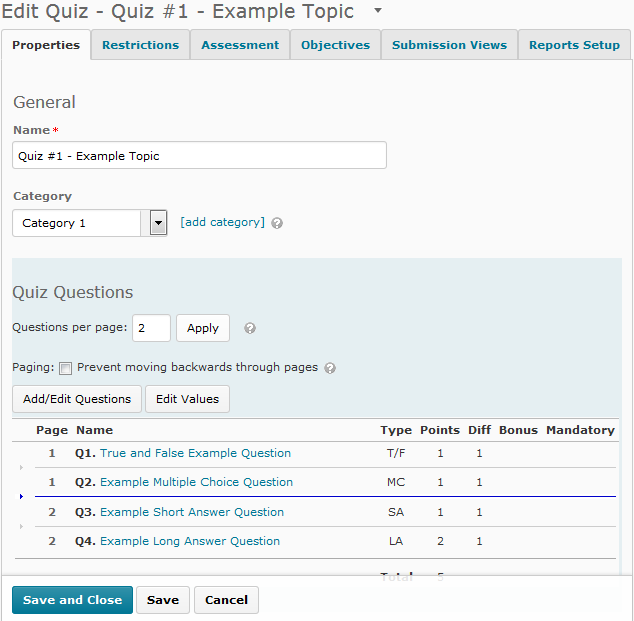 Edit Quiz - Quiz #1 - Example Topic
Properties Restrictions Assessment Objectives Submission Views Reports Setup
General
Name *
Quiz #1 - Example Topic
Category
Category 1 [add category] ?
Quiz Questions
Questions per page: 2 Apply ?
Paging: Prevent moving backwards through pages ?
Add/Edit Questions Edit Values
Page Name Type Points Diff Bonus Mandatory
1 Q1. True and False Example Question T/F 1 1
1 Q2. Example Multiple Choice Question MC 1 1
2 Q3. Example Short Answer Question SA 1 1
2 Q4. Example Long Answer Question LA 2 1
Total 5
Save and Close Save Cancel